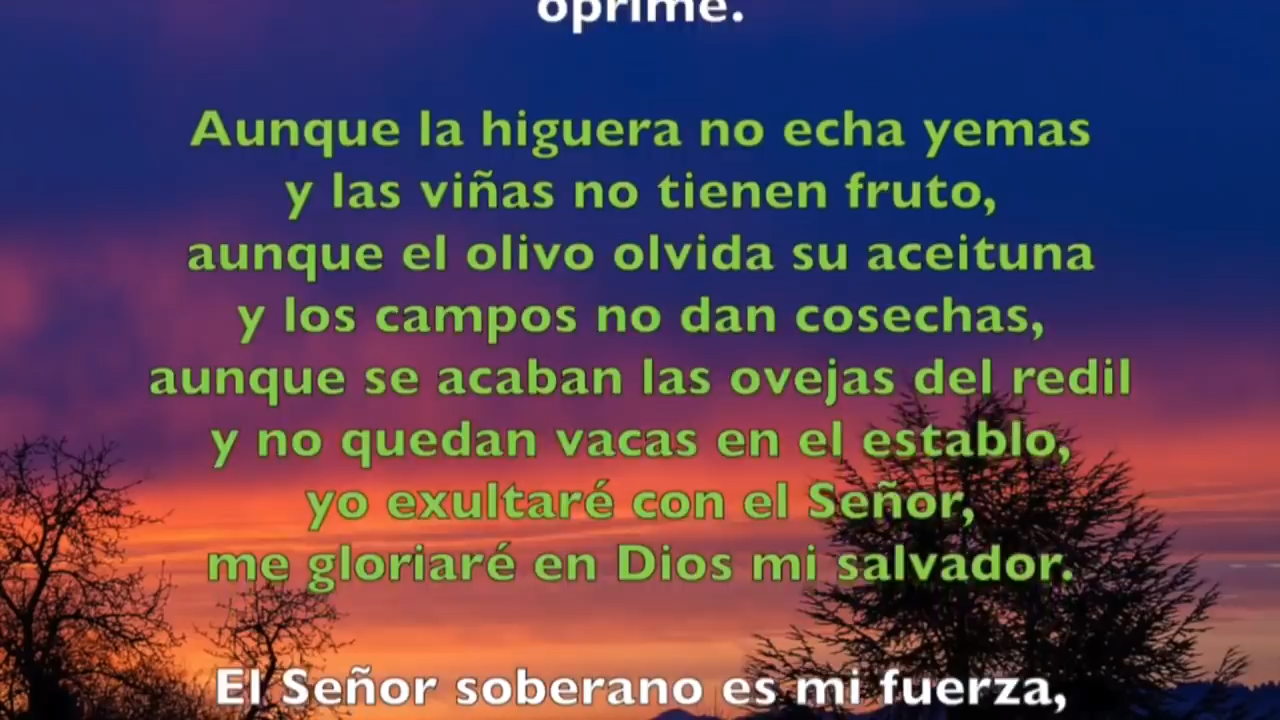 oprime.
Aunque la higuera no echa yemas
y las viñas no tienen fruto,
aunque el olivo olvida su aceituna
y los campos no dan cosechas,
aunque se acaban las ovejas del redil
y no quedan vacas en el establo,
yo exultaré con el Señor,
me gloriaré en Dios mi salvador.
El Señor soberano es mi fuerza,